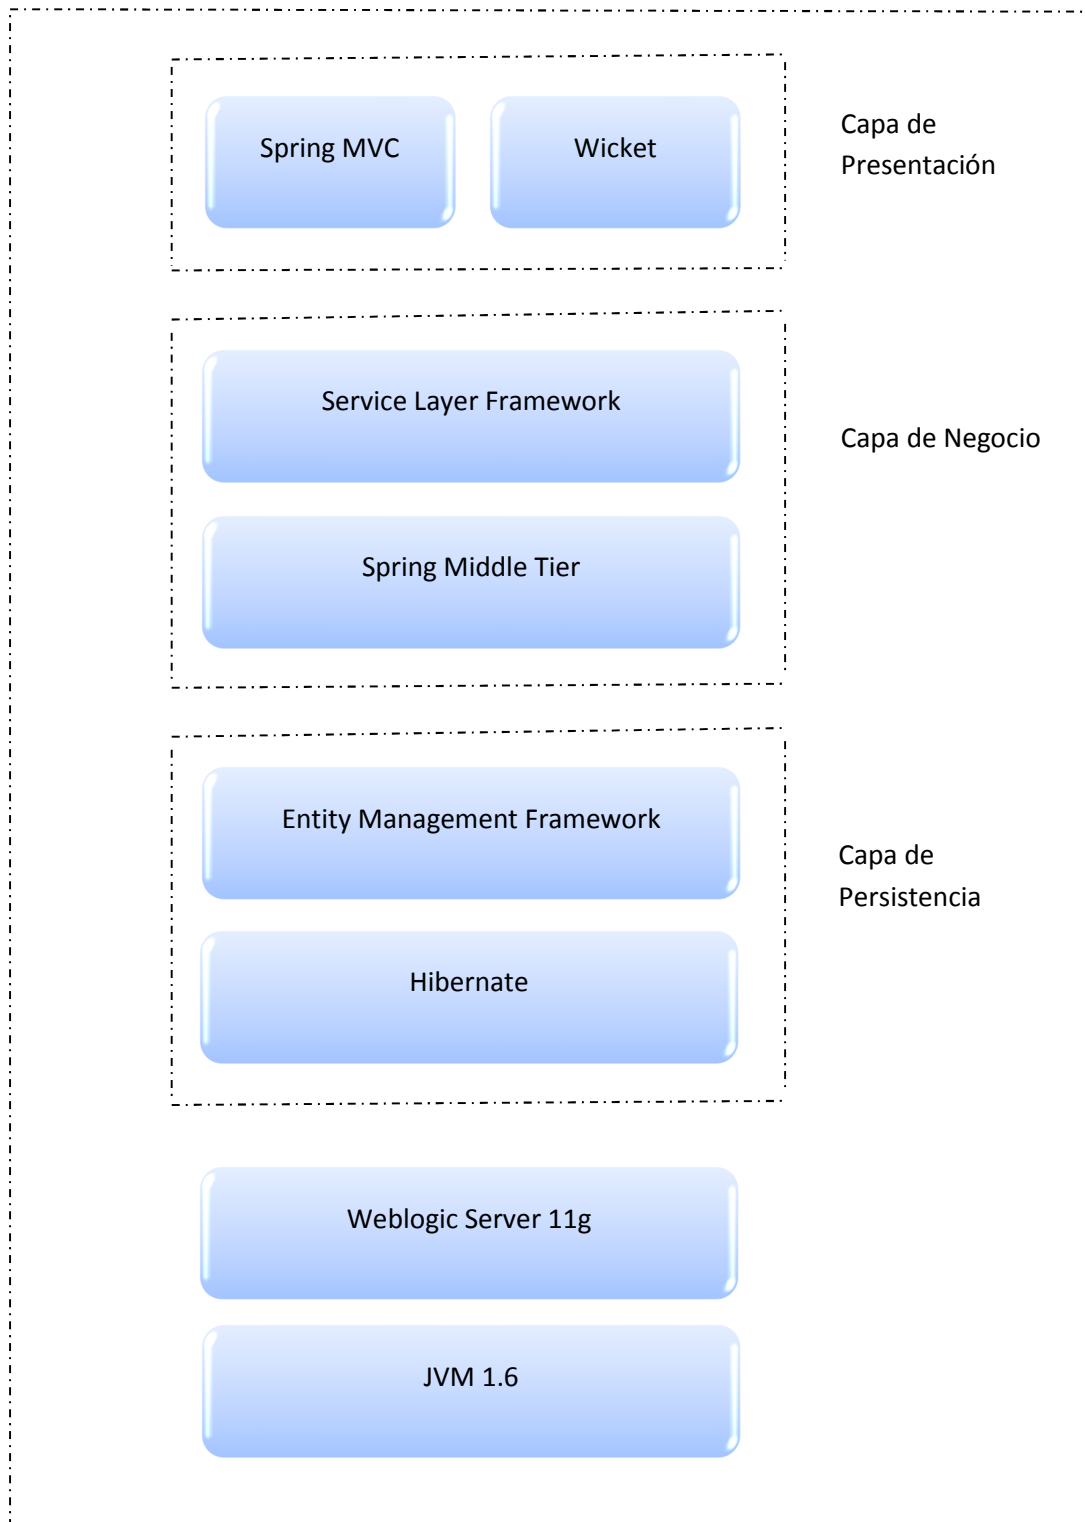 Spring MVC
Wicket
Capa de
Presentación
Service Layer Framework
Capa de Negocio
Spring Middle Tier
Entity Management Framework
Capa de
Persistencia
Hibernate
Weblogic Server 11g
JVM 1.6